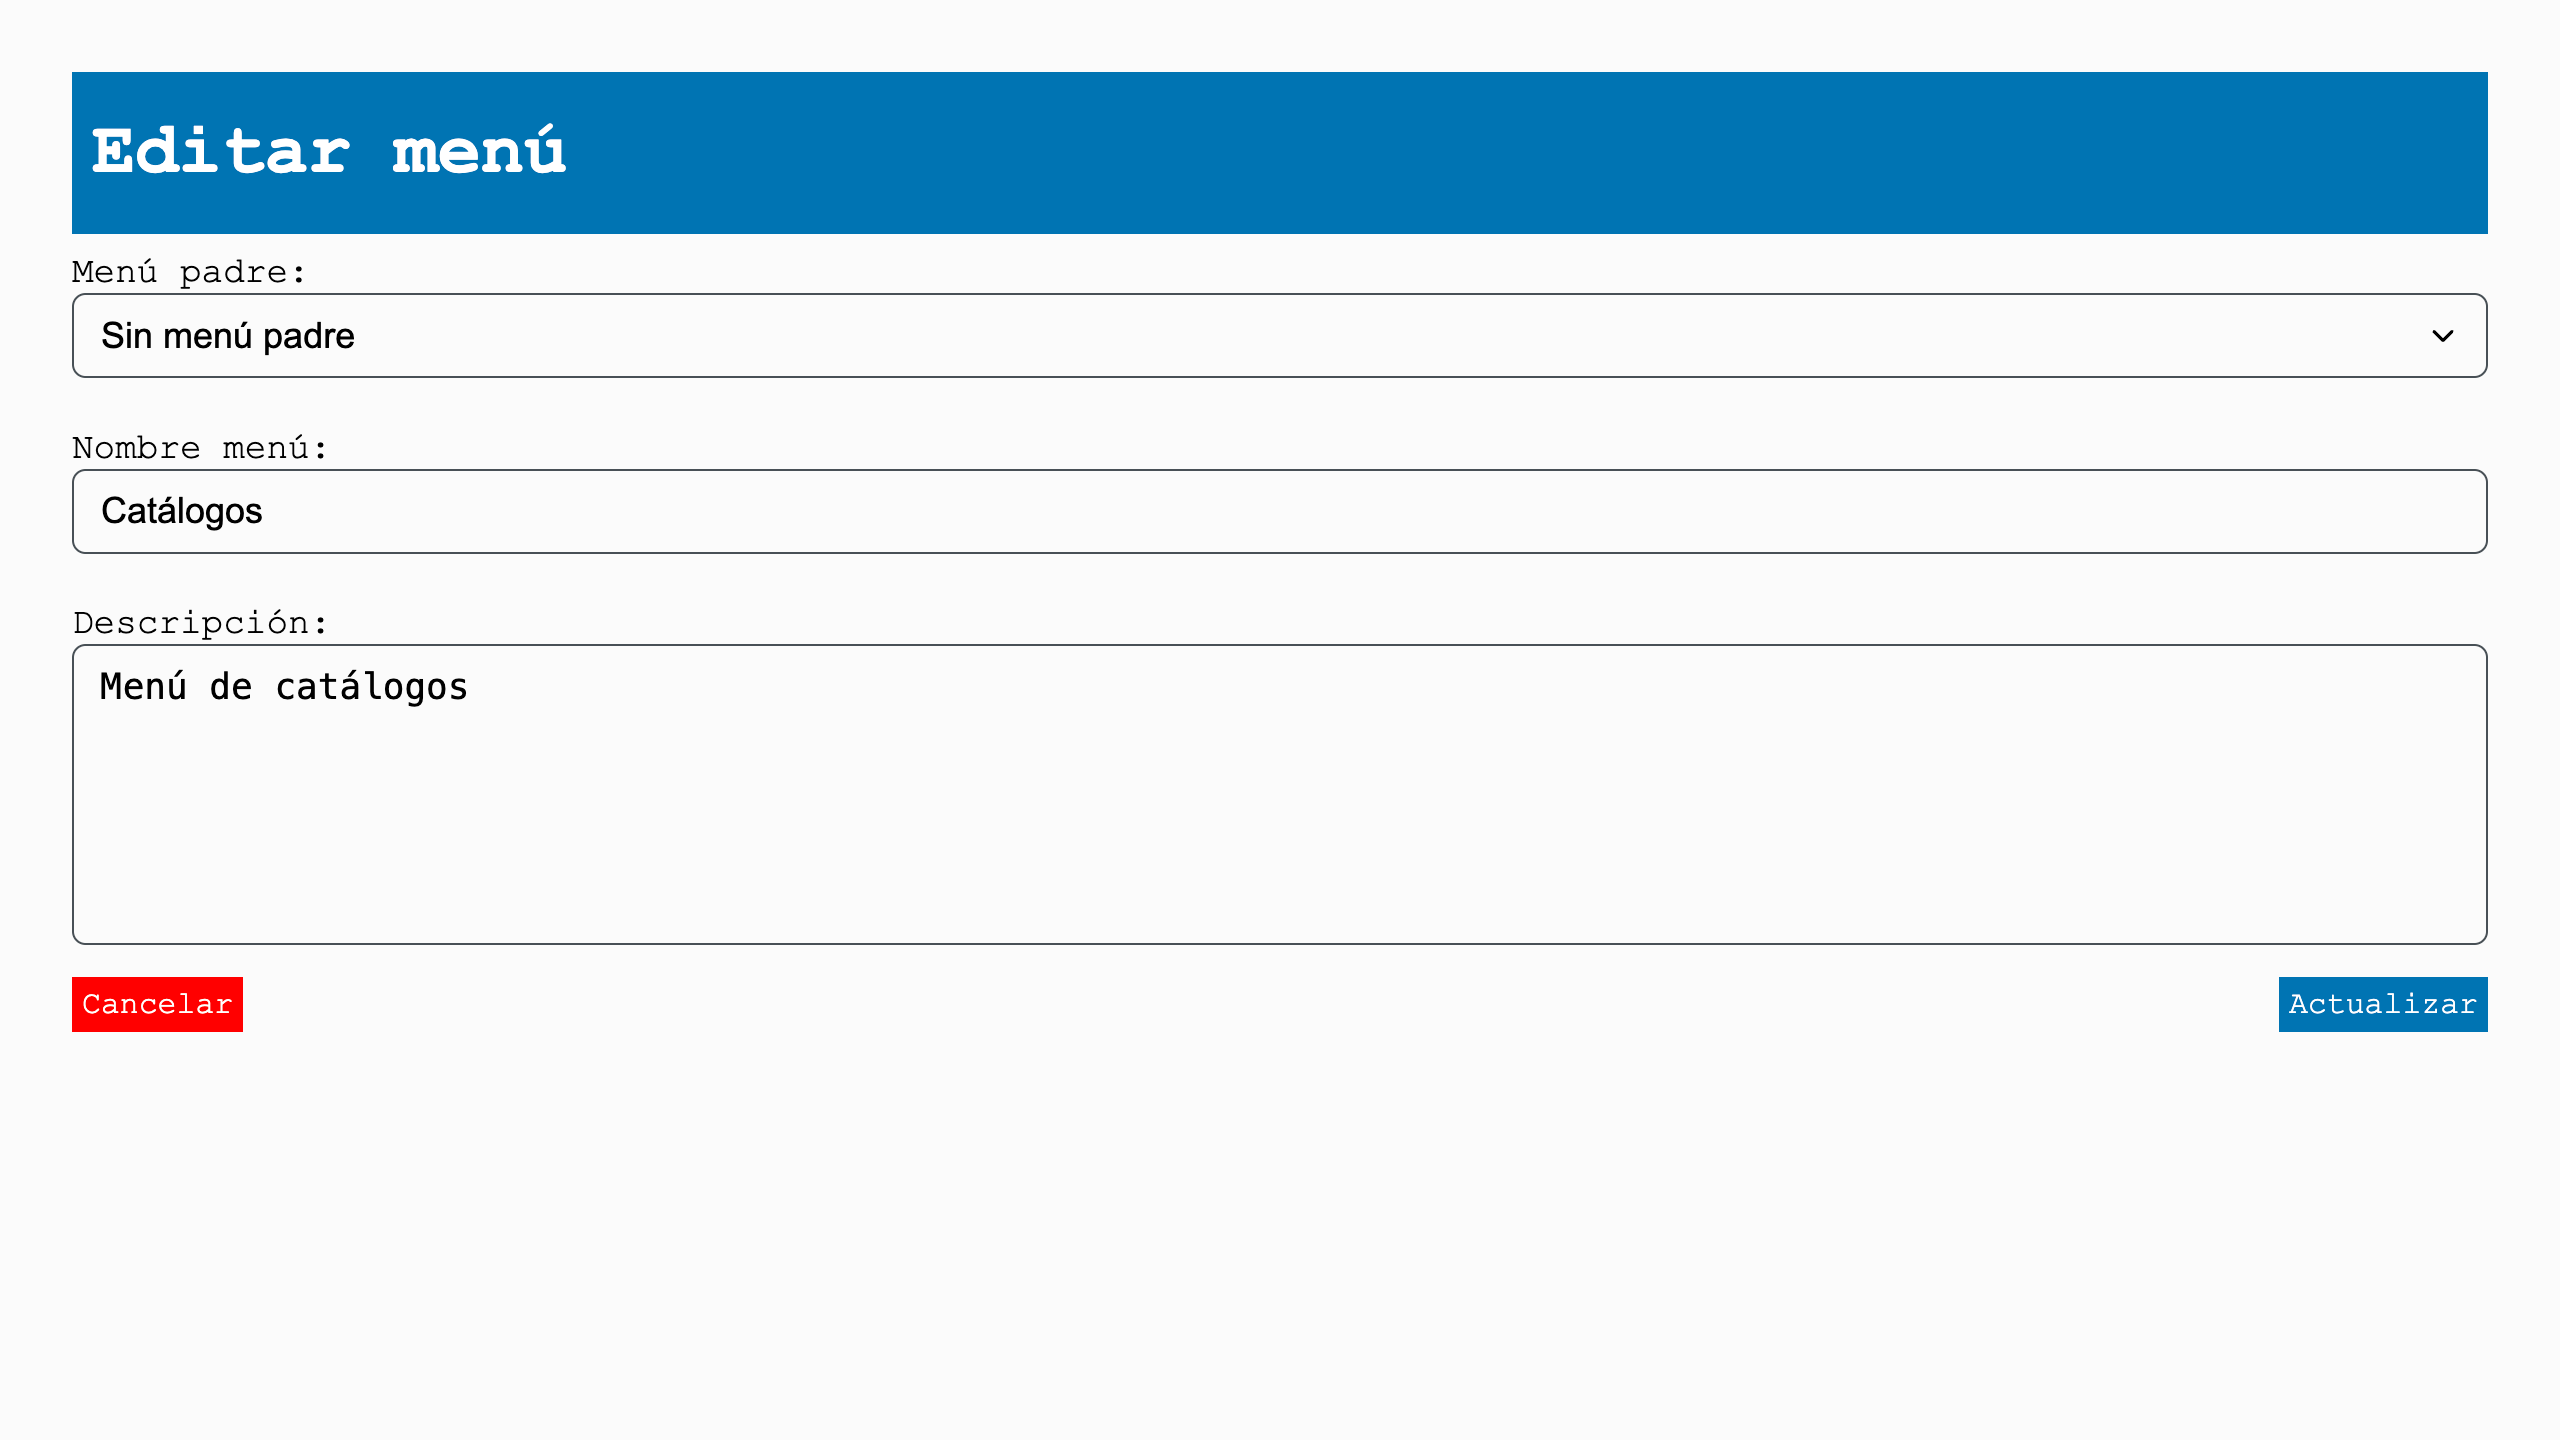 Editar menú
Menú padre:
Sin menú padre
Nombre menú:
Catálogos
Descripción:
Menú de catálogos
Cancelar
Actualizar